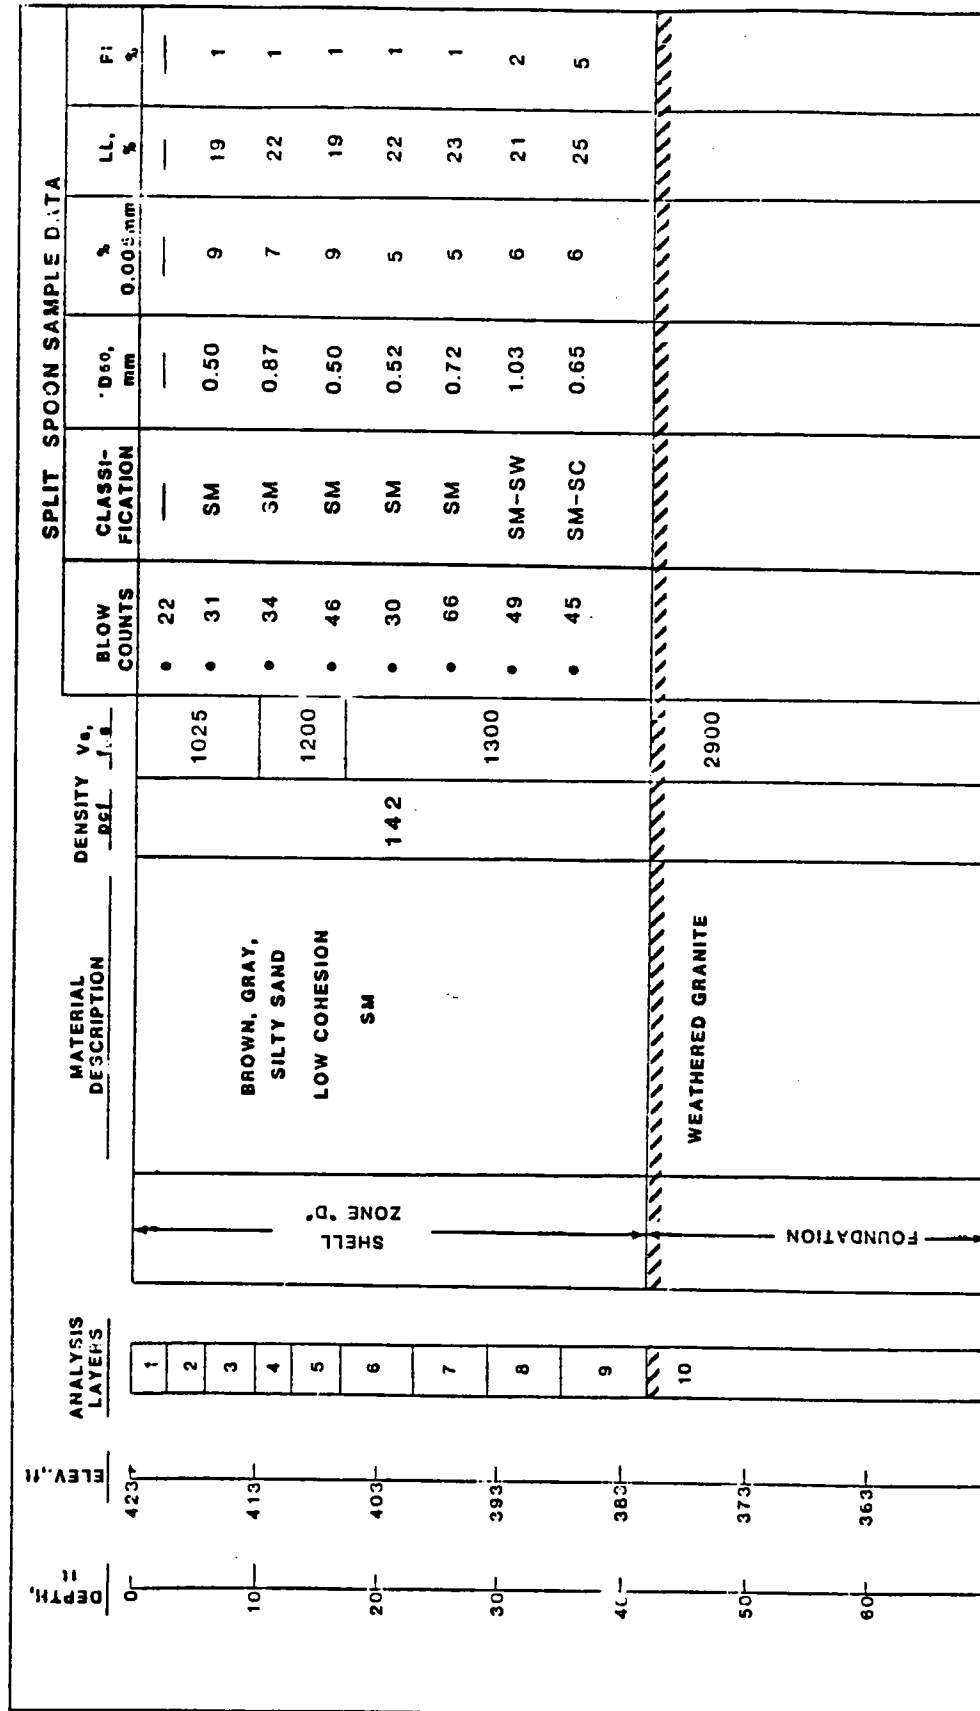 SPLIT SPOON SAMPLE DATA
DEPTH, ft
ELEV., ft
ANALYSIS LAYERS
MATERIAL DESCRIPTION
DENSITY pcf
Vs,
BLOW COUNTS
CLASSI-
FICATION
D50, mm
%
LL, %
%
0 10 20 30 50 60
423 413 403 393 383 373 363
1 2 3 4 5 6 7 8 9 10
SHELL
ZONE "D"
FOUNDATION
BROWN, GRAY,
SILTY SAND
LOW COHESION
SM
WEATHERED GRANITE
142
1025
1200
1300
2900
• 22 — — — — —
• 31 SM 0.50 9 19 1
• 34 SM 0.87 7 22 1
• 46 SM 0.50 9 19 1
• 30 SM 0.52 5 22 1
• 66 SM 0.72 5 23 1
• 49 SM-SW 1.03 6 21 2
• 45 SM-SC 0.65 6 25 5